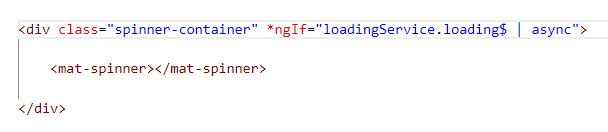 <div class="spinner-container" *ngIf="loadingService.loading$ | async">
<mat-spinner></mat-spinner>
</div>